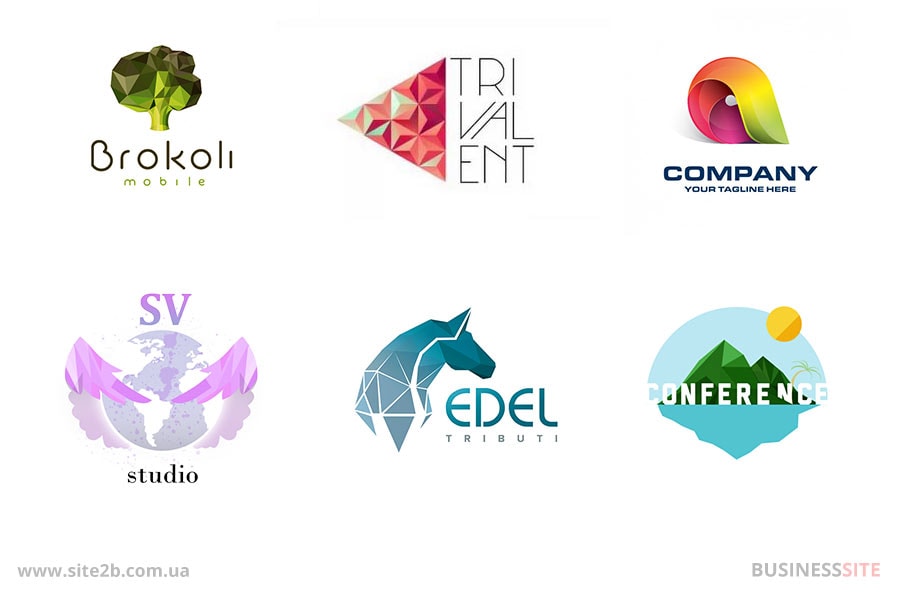 Brokoli
mobile
TRI
VAL
ENT
COMPANY
YOUR TAGLINE HERE
SV
studio
EDEL
TRIBUTI
CONFERENCE
www.site2b.com.ua
BUSINESSSITE